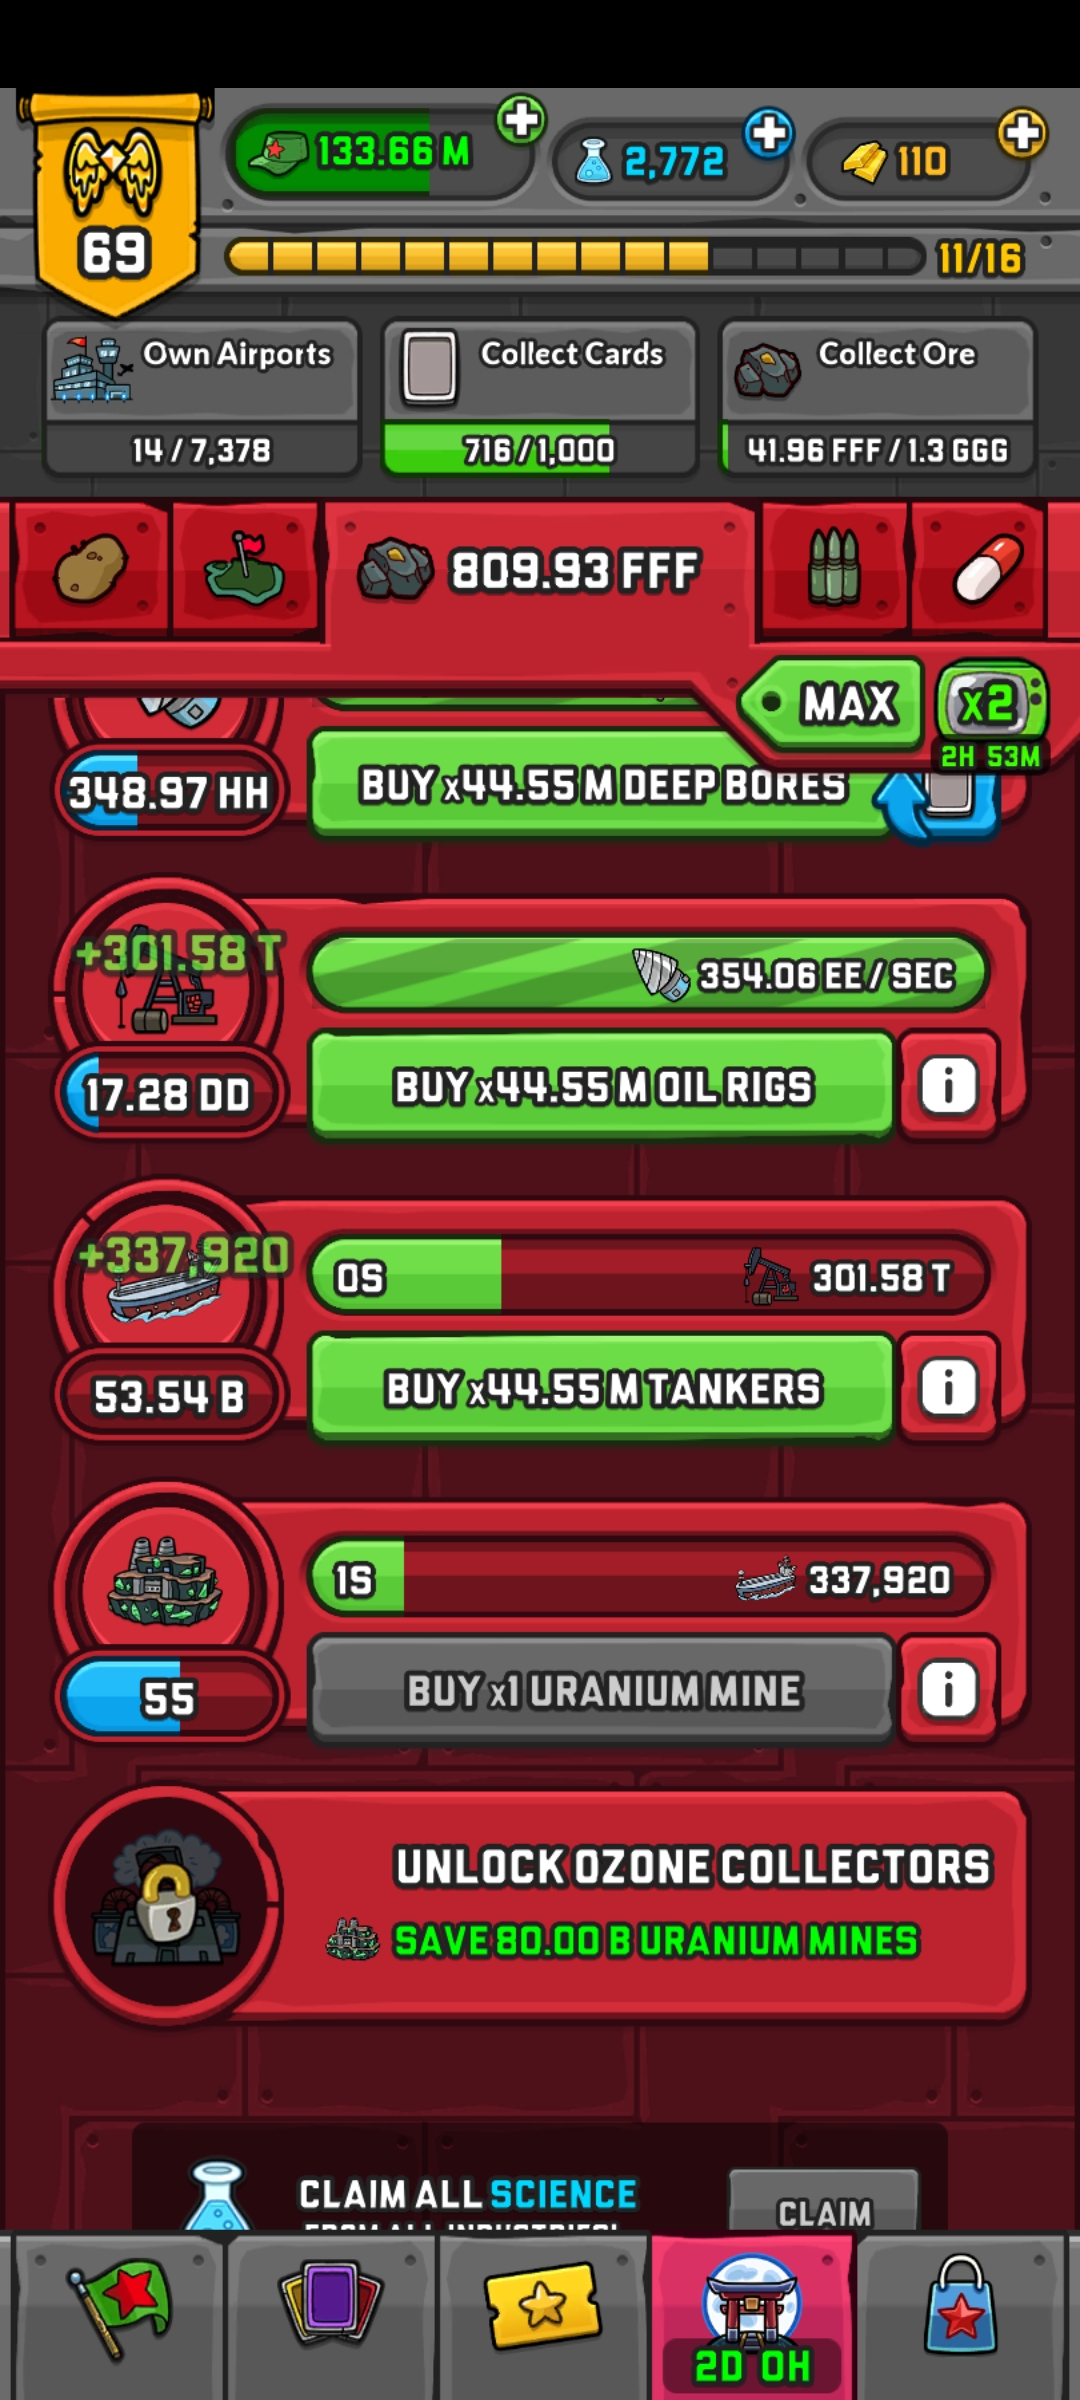 133.66 M
2,772
110
69
11/16
Own Airports
Collect Cards
Collect Ore
14 / 7,378
716 / 1,000
41.96 FFF / 1.3 GGG
809.93 FFF
MAX
x2
2H 53M
348.97 HH
BUY x44.55 M DEEP BORES
+301.58 T
354.06 EE / SEC
17.28 DD
BUY x44.55 M OIL RIGS
i
+337,920
0S
301.58 T
53.54 B
BUY x44.55 M TANKERS
i
1S
337,920
55
BUY x1 URANIUM MINE
i
UNLOCK OZONE COLLECTORS
SAVE 80.00 B URANIUM MINES
CLAIM ALL SCIENCE
FROM ALL INDUSTRIES!
CLAIM
2D 0H